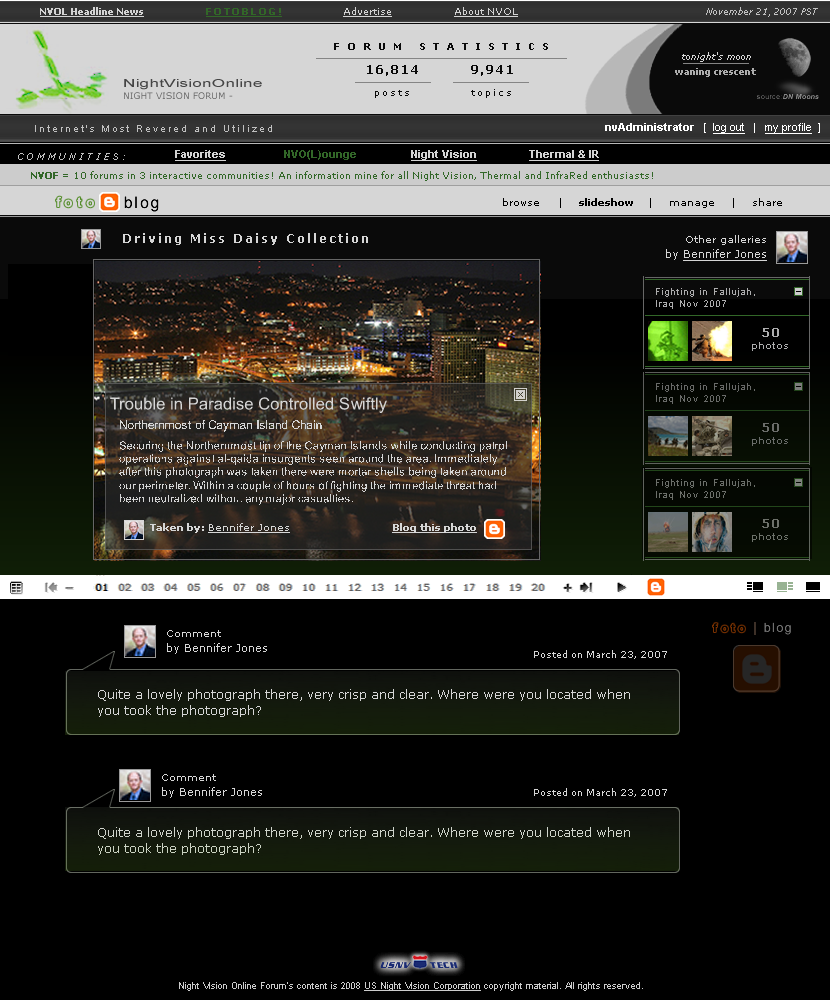 NVOL Headline News FOTOBLOG! Advertise About NVOL November 21, 2007 PST
FORUM STATISTICS
16,814 9,941
posts topics
NightVisionOnline
NIGHT VISION FORUM -
tonight's moon
waning crescent
source DN Moons
Internet's Most Revered and Utilized
nvAdministrator [ log out | my profile ]
COMMUNITIES: Favorites NVO(L)ounge Night Vision Thermal & IR
NVOF = 10 forums in 3 interactive communities! An information mine for all Night Vision, Thermal and InfraRed enthusiasts!
foto blog browse | slideshow | manage | share
Driving Miss Daisy Collection
Other galleries
by Bennifer Jones
Fighting in Fallujah,
Iraq Nov 2007
50
photos
Fighting in Fallujah,
Iraq Nov 2007
50
photos
Fighting in Fallujah,
Iraq Nov 2007
50
photos
Trouble in Paradise Controlled Swiftly
Northernmost of Cayman Island Chain
Securing the Northernmost tip of the Cayman Islands while conducting patrol
operations against al-qaida insurgents seen around the area. Immediately
after this photograph was taken there were mortar shells being taken around
our perimeter. Within a couple of hours of fighting the immediate threat had
been neutralized without any major casualties.
Taken by: Bennifer Jones Blog this photo
01 02 03 04 05 06 07 08 09 10 11 12 13 14 15 16 17 18 19 20
foto | blog
Comment
by Bennifer Jones
Posted on March 23, 2007
Quite a lovely photograph there, very crisp and clear. Where were you located when
you took the photograph?
Comment
by Bennifer Jones
Posted on March 23, 2007
Quite a lovely photograph there, very crisp and clear. Where were you located when
you took the photograph?
USNV TECH
Night Vision Online Forum's content is 2008 US Night Vision Corporation copyright material. All rights reserved.